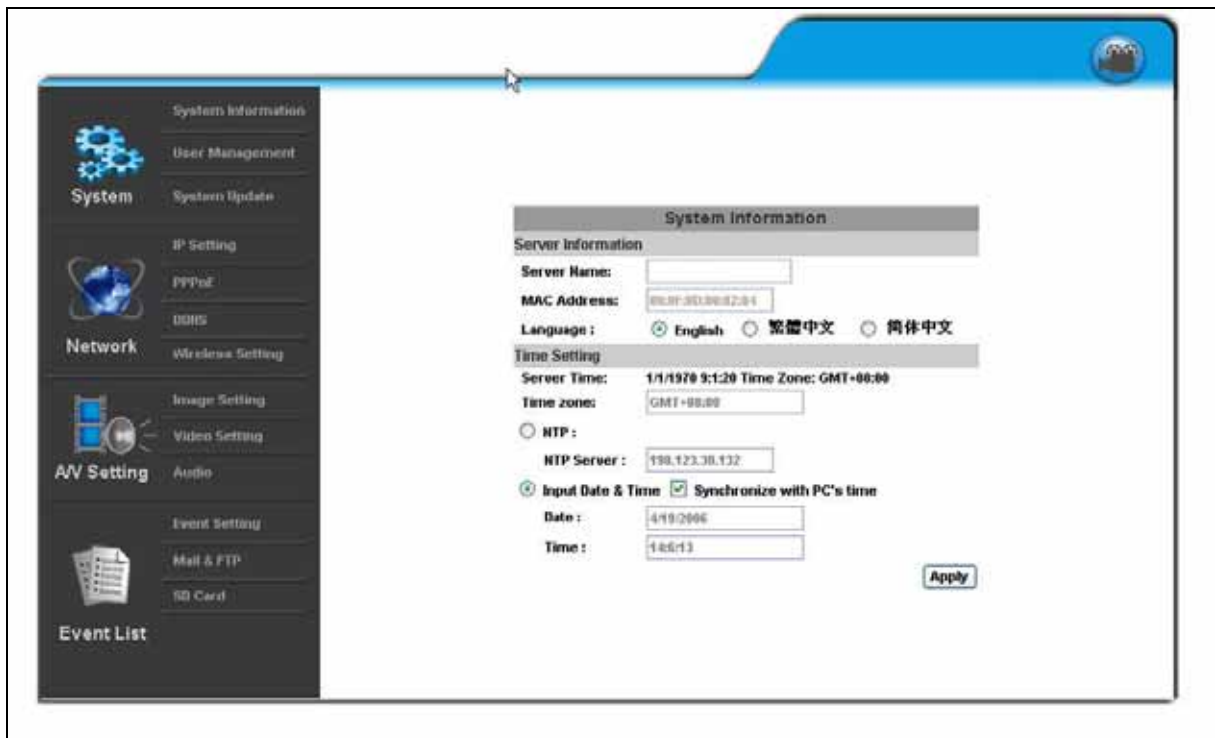 System
System Information
User Management
System Update
Network
IP Setting
PPPoE
DDNS
Wireless Setting
A/V Setting
Image Setting
Video Setting
Audio
Event List
Event Setting
Mail & FTP
SD Card
System Information
Server Information
Server Name:
MAC Address:
Language : English 繁體中文 简体中文
Time Setting
Server Time: 1/1/1970 9:1:20 Time Zone: GMT+08:00
Time zone: GMT+08:00
NTP :
NTP Server : 198.123.30.132
Input Date & Time Synchronize with PC's time
Date : 4/19/2006
Time : 14:6:13
Apply